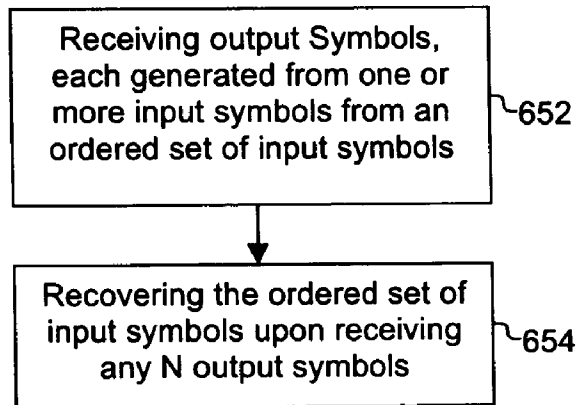 Receiving output Symbols,
each generated from one or
more input symbols from an
ordered set of input symbols
652
Recovering the ordered set of
input symbols upon receiving
any N output symbols
654